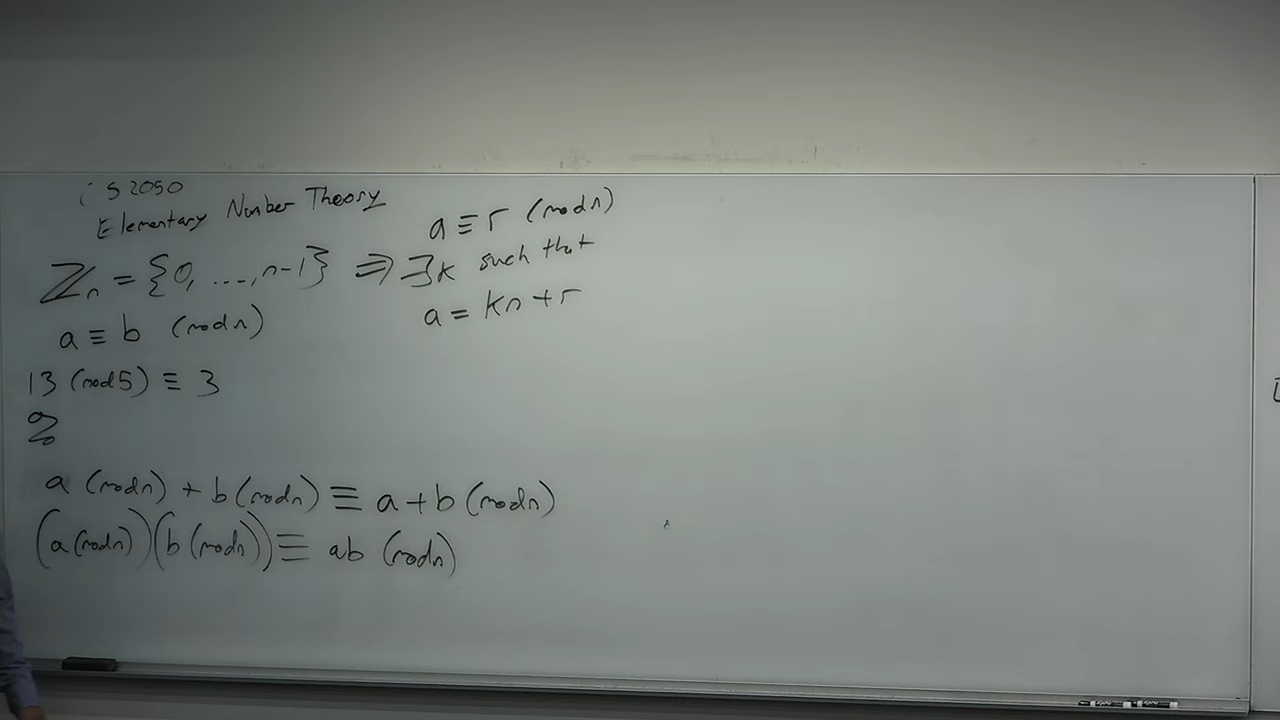 CS 2050
Elementary Number Theory
ℤₙ = {0, ..., n-1} ⇒ ∃k such that
a ≡ r (mod n)
a = kn + r
a ≡ b (mod n)
13 (mod 5) ≡ 3
%
a (mod n) + b (mod n) ≡ a + b (mod n)
(a (mod n))(b (mod n)) ≡ ab (mod n)